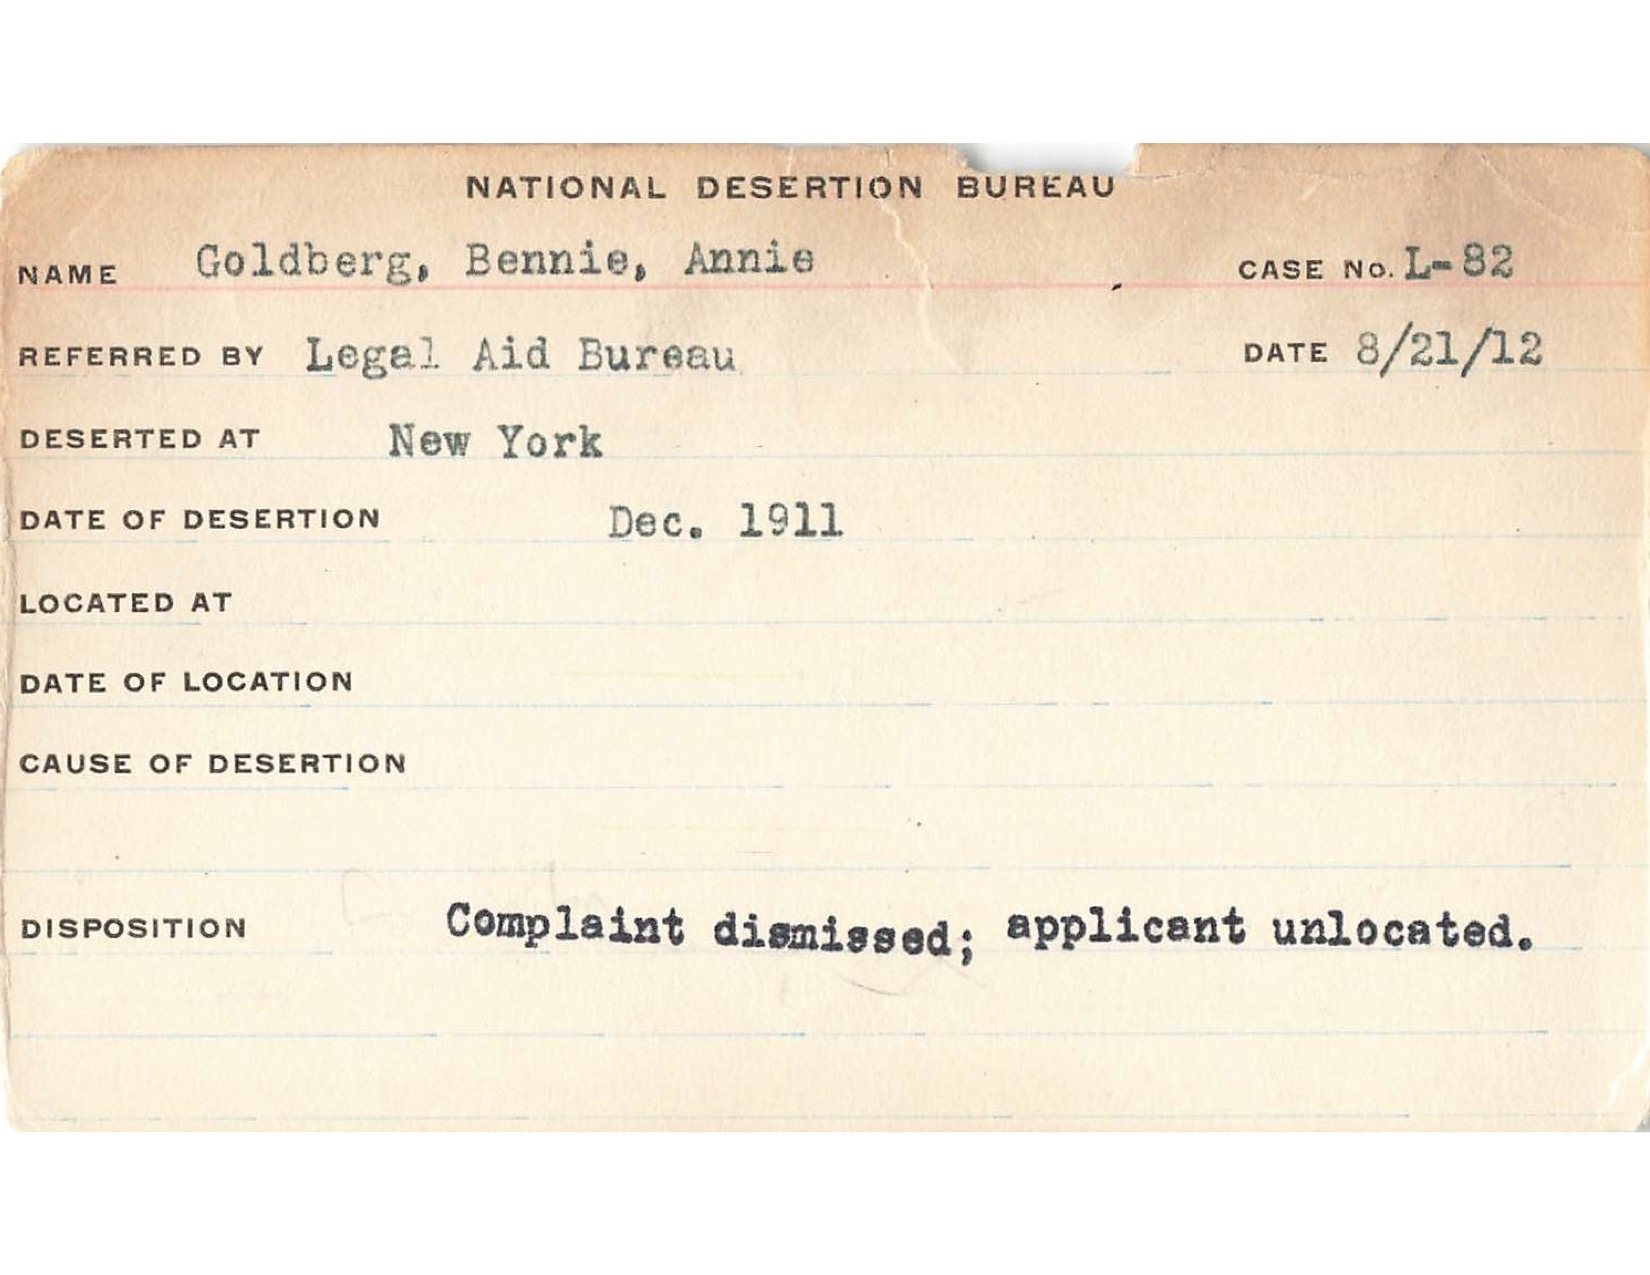 NATIONAL DESERTION BUREAU
NAME Goldberg, Bennie, Annie CASE No. L-82
REFERRED BY Legal Aid Bureau DATE 8/21/12
DESERTED AT New York
DATE OF DESERTION Dec. 1911
LOCATED AT
DATE OF LOCATION
CAUSE OF DESERTION
DISPOSITION Complaint dismissed; applicant unlocated.